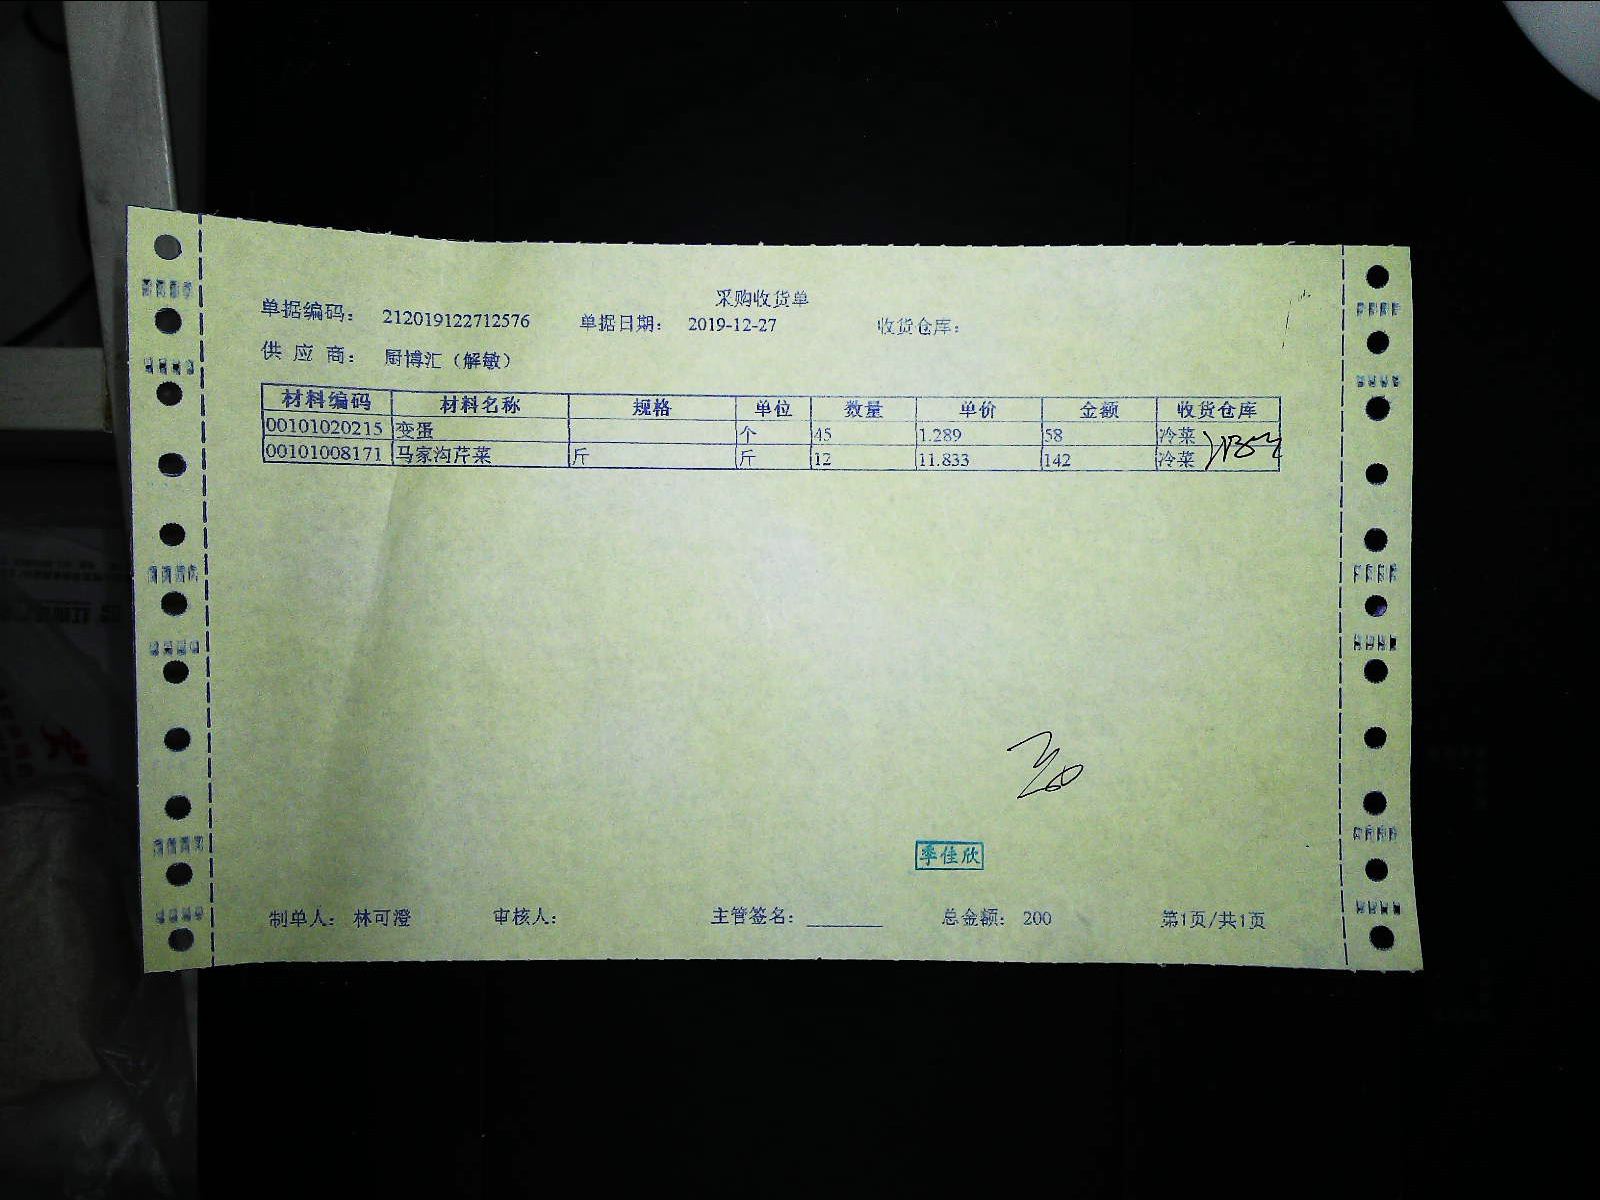 采购收货单
单据编码： 212019122712576 单据日期： 2019-12-27 收货仓库：
供 应 商： 厨博汇（解敏）
材料编码 材料名称 规格 单位 数量 单价 金额 收货仓库
00101020215 变蛋 个 45 1.289 58 冷菜
00101008171 马家沟芹菜 斤 斤 12 11.833 142 冷菜
季佳欣
制单人： 林可澄 审核人： 主管签名： ________ 总金额： 200 第1页/共1页